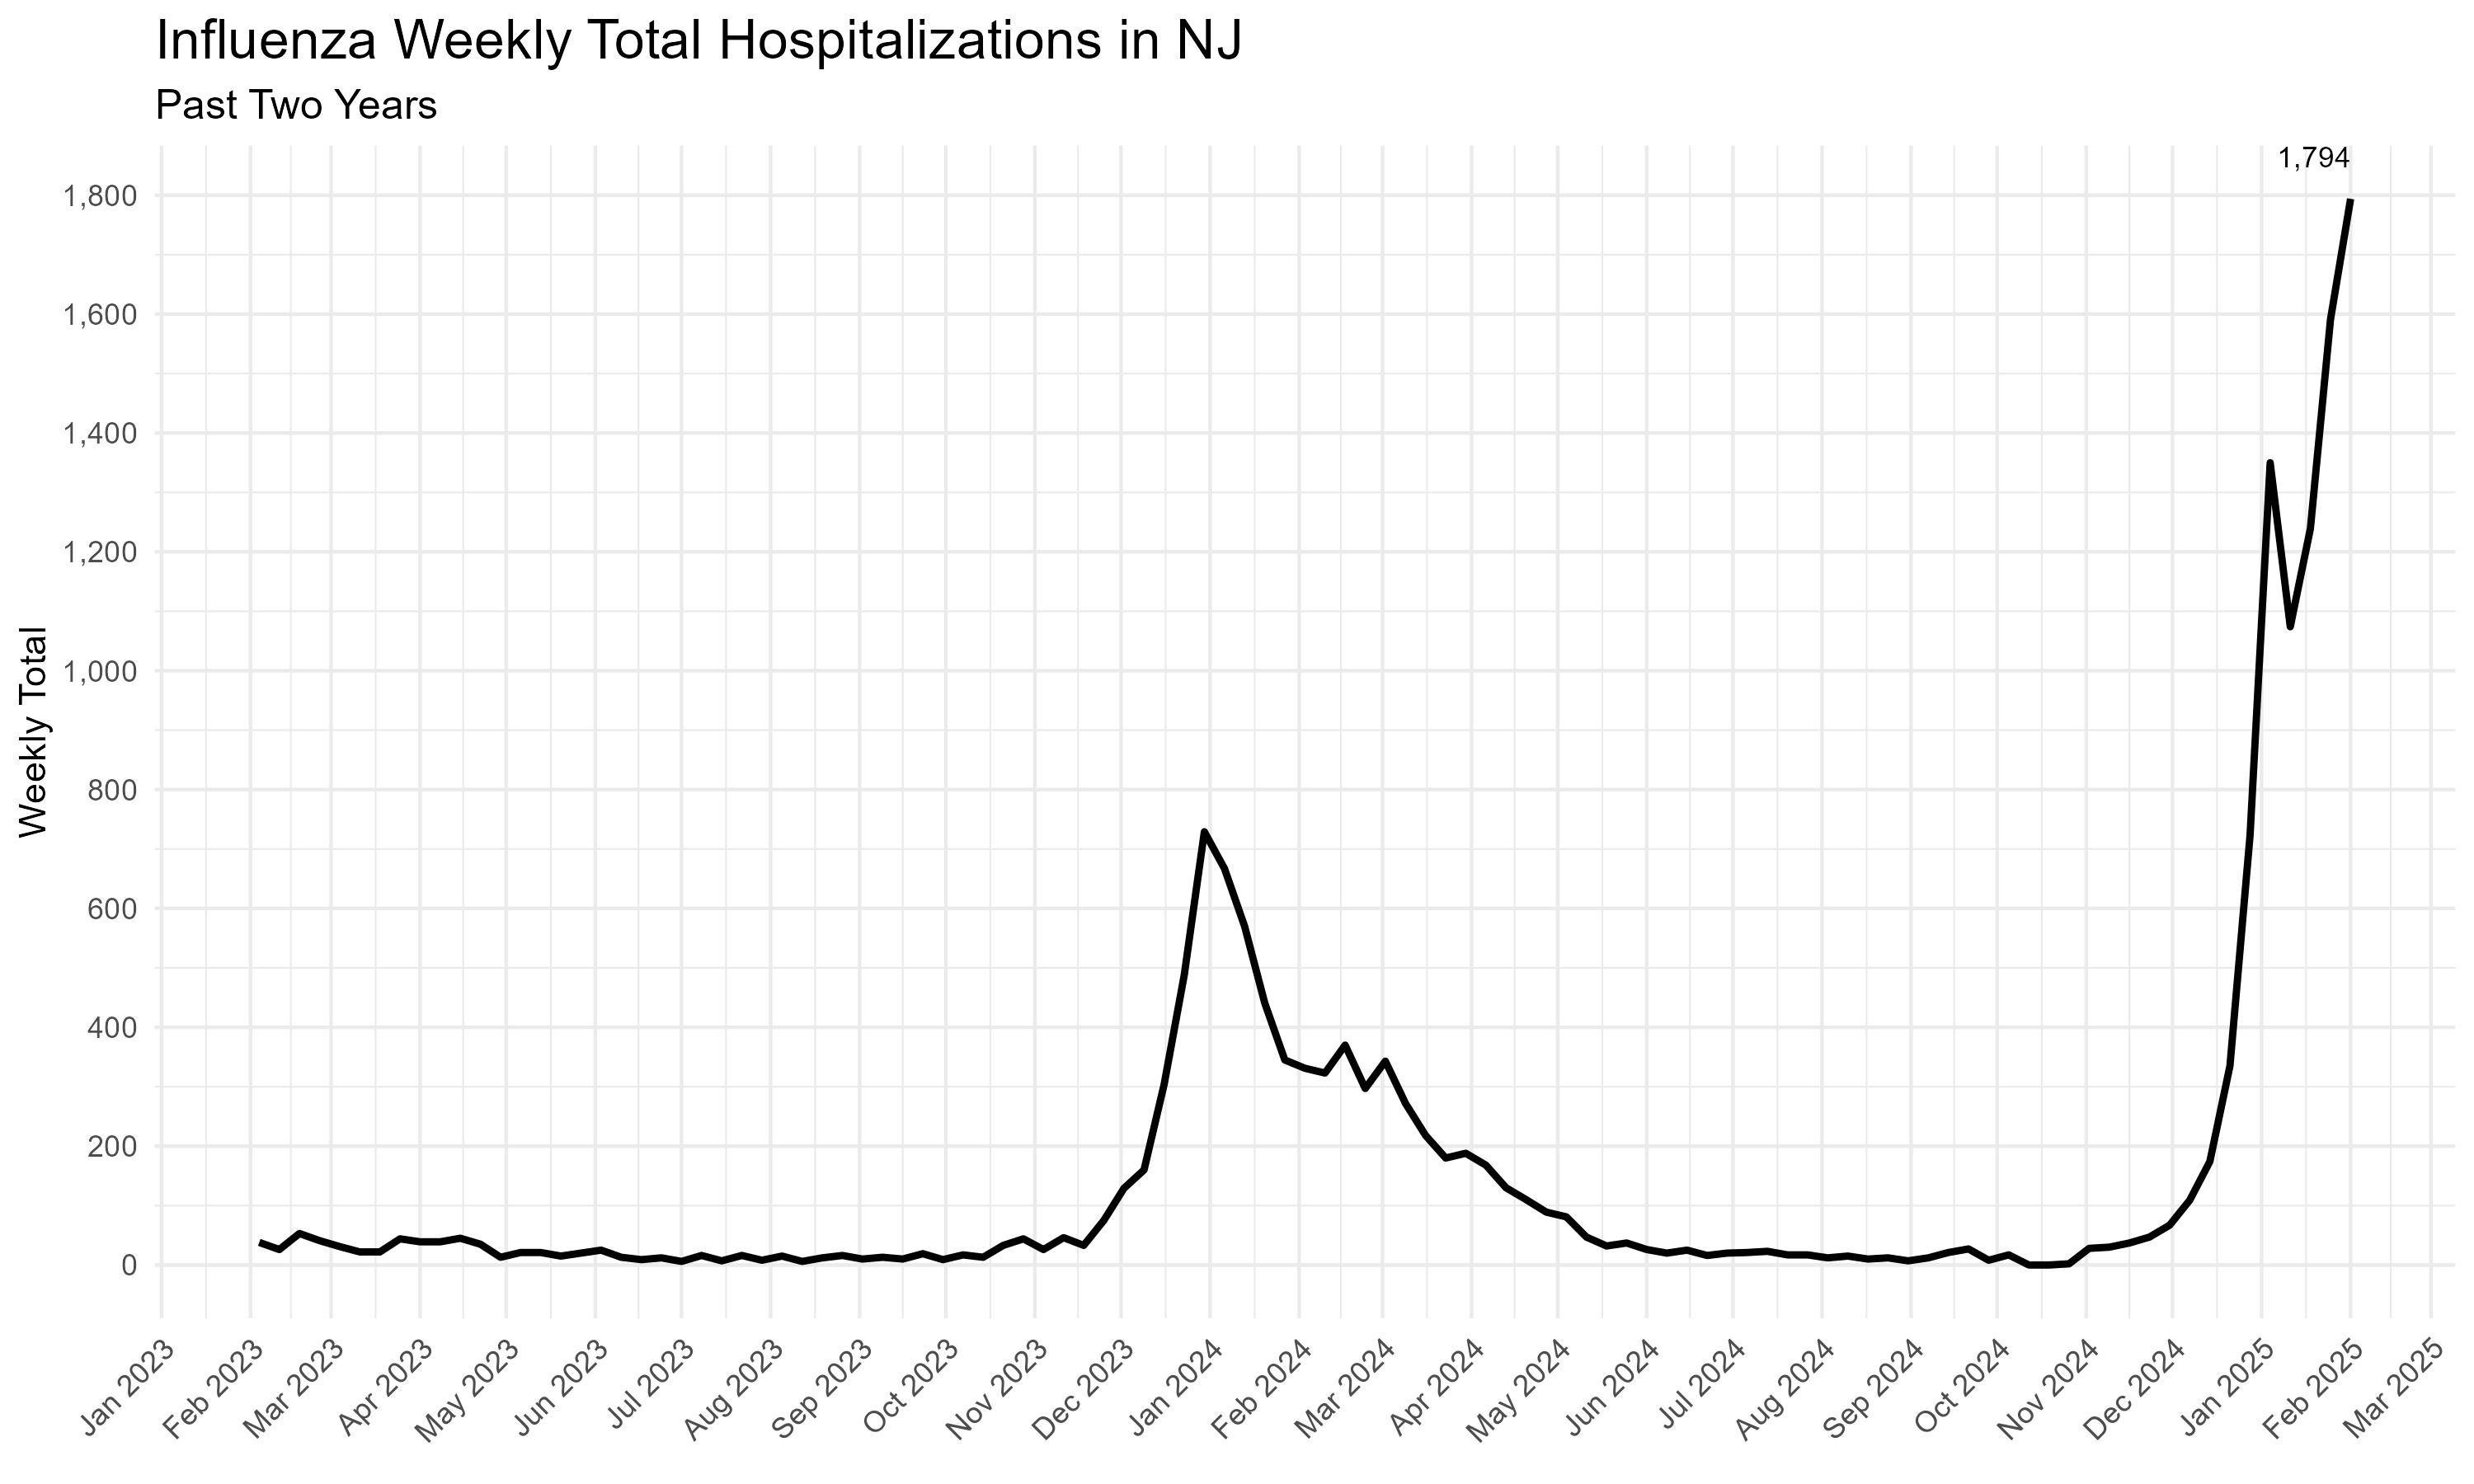 Influenza Weekly Total Hospitalizations in NJ
Past Two Years
1,794
1,800
1,600
1,400
1,200
1,000
800
600
400
200
0
Weekly Total
Jan 2023
Feb 2023
Mar 2023
Apr 2023
May 2023
Jun 2023
Jul 2023
Aug 2023
Sep 2023
Oct 2023
Nov 2023
Dec 2023
Jan 2024
Feb 2024
Mar 2024
Apr 2024
May 2024
Jun 2024
Jul 2024
Aug 2024
Sep 2024
Oct 2024
Nov 2024
Dec 2024
Jan 2025
Feb 2025
Mar 2025